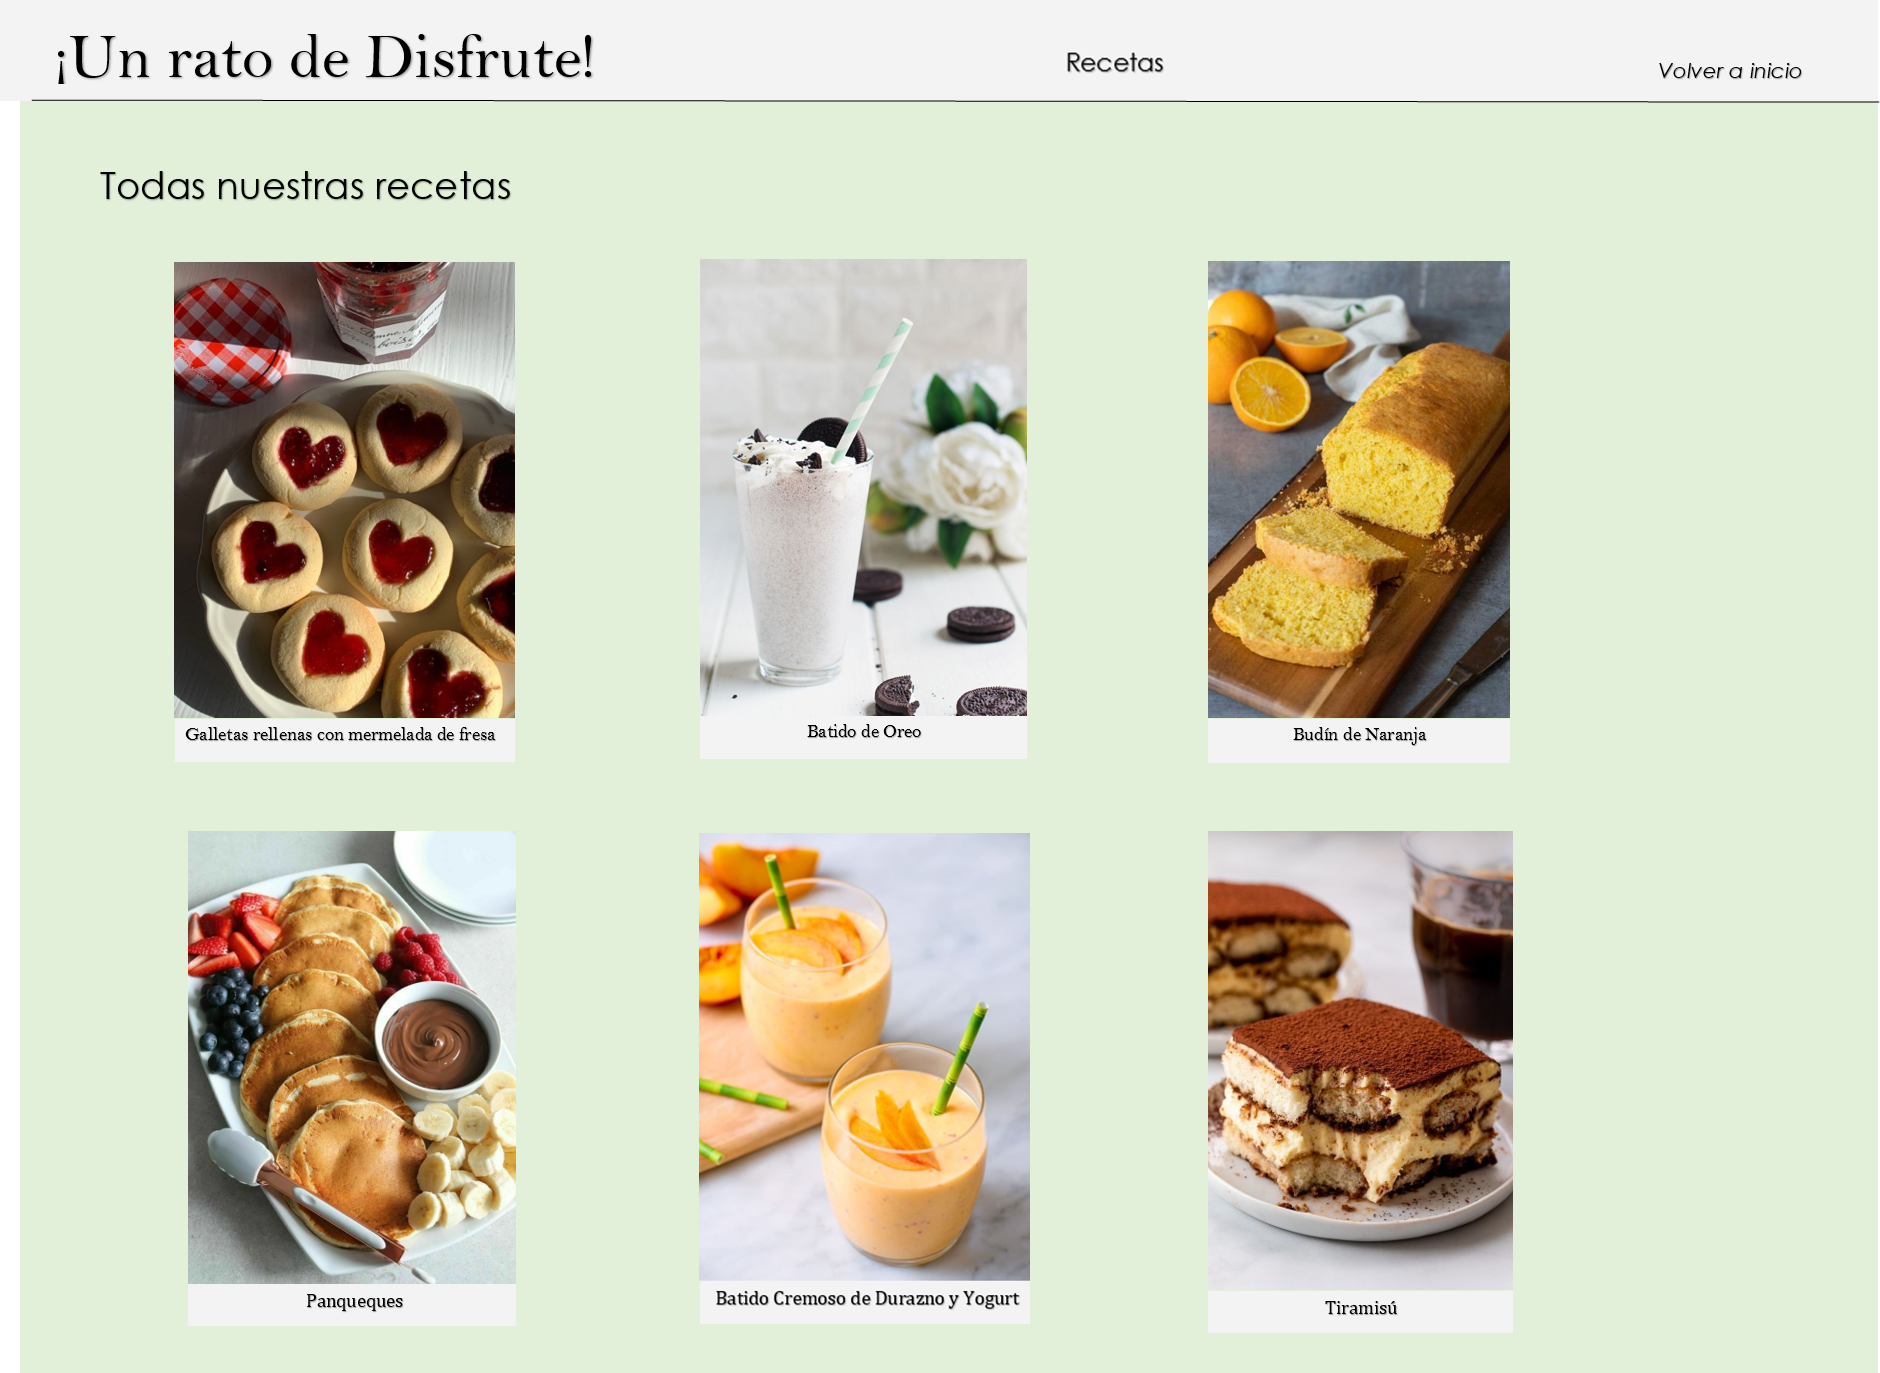 ¡Un rato de Disfrute!
Recetas
Volver a inicio
Todas nuestras recetas
Galletas rellenas con mermelada de fresa
Batido de Oreo
Budín de Naranja
Panqueques
Batido Cremoso de Durazno y Yogurt
Tiramisú